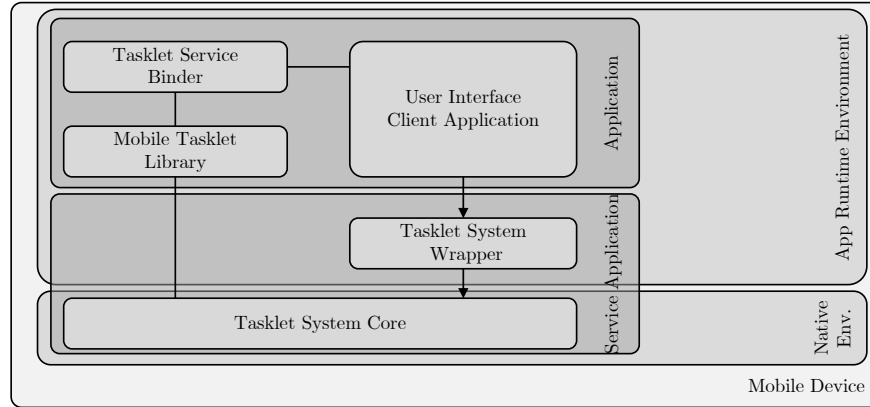 Tasklet Service
Binder
User Interface
Client Application
Mobile Tasklet
Library
Application
App Runtime Environment
Tasklet System
Wrapper
Service Application
Tasklet System Core
Native
Env.
Mobile Device